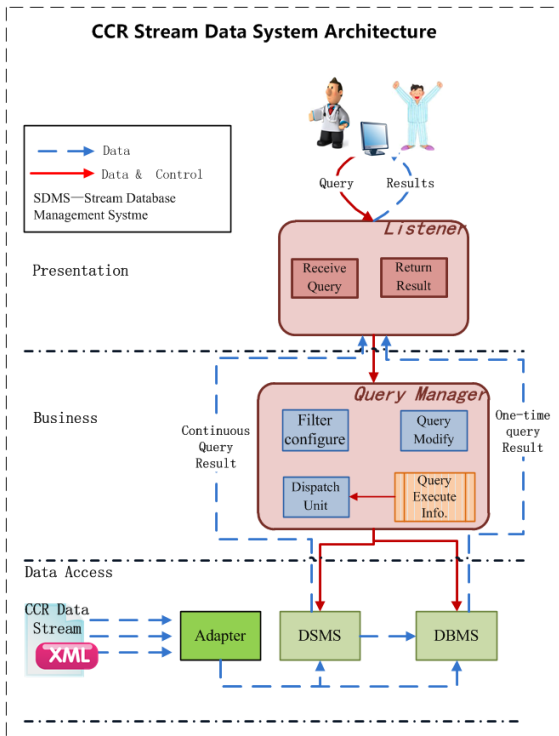 CCR Stream Data System Architecture
Data
Data & Control
SDMS—Stream Database
Management Systme
Query
Results
Listener
Receive
Query
Return
Result
Presentation
Query Manager
Business
Filter
configure
Query
Modify
Continuous
Query
Result
One-time
query
Result
Dispatch
Unit
Query
Execute
Info.
Data Access
CCR Data
Stream
XML
Adapter
DSMS
DBMS